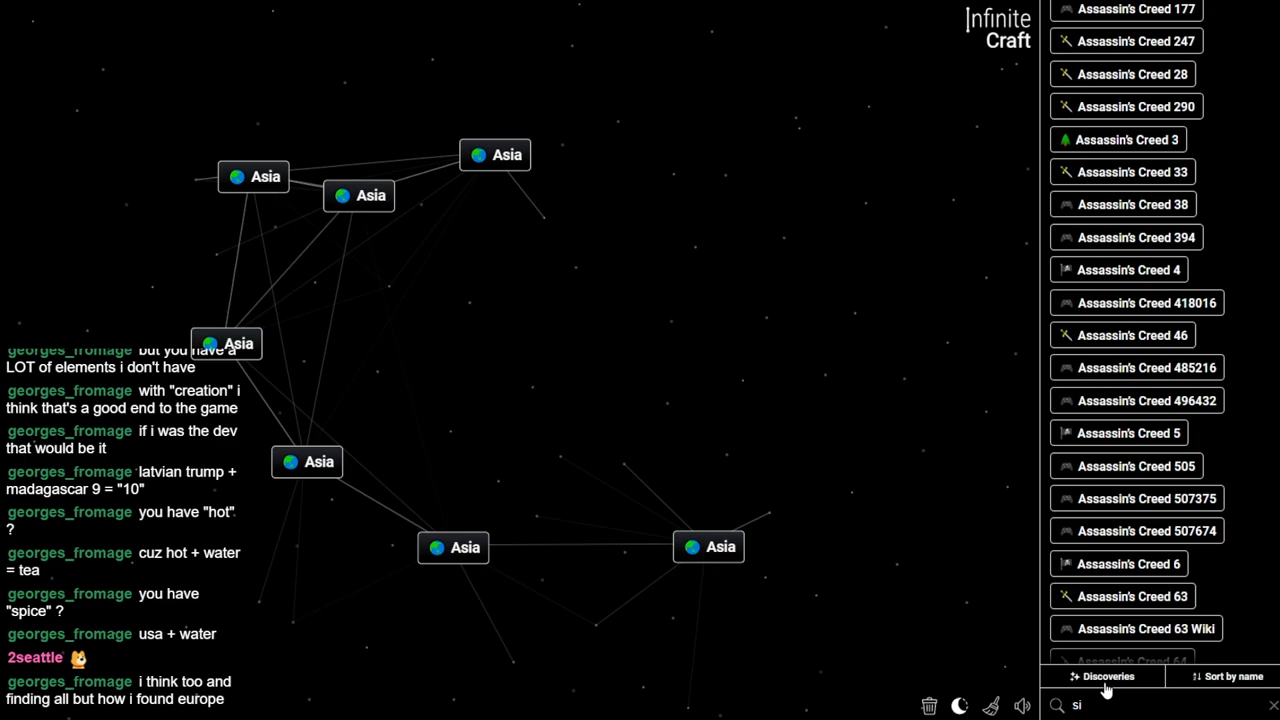 Infinite
Craft
Asia
Asia
Asia
Asia
Asia
Asia
Asia
georges_fromage but you have a
LOT of elements i don't have
georges_fromage with "creation" i
think that's a good end to the game
georges_fromage if i was the dev
that would be it
georges_fromage latvian trump +
madagascar 9 = "10"
georges_fromage you have "hot"
?
georges_fromage cuz hot + water
= tea
georges_fromage you have
"spice" ?
georges_fromage usa + water
2seattle
georges_fromage i think too and
finding all but how i found europe
Assassin's Creed 177
Assassin's Creed 247
Assassin's Creed 28
Assassin's Creed 290
Assassin's Creed 3
Assassin's Creed 33
Assassin's Creed 38
Assassin's Creed 394
Assassin's Creed 4
Assassin's Creed 418016
Assassin's Creed 46
Assassin's Creed 485216
Assassin's Creed 496432
Assassin's Creed 5
Assassin's Creed 505
Assassin's Creed 507375
Assassin's Creed 507674
Assassin's Creed 6
Assassin's Creed 63
Assassin's Creed 63 Wiki
Assassin's Creed 64
Discoveries
Sort by name
si